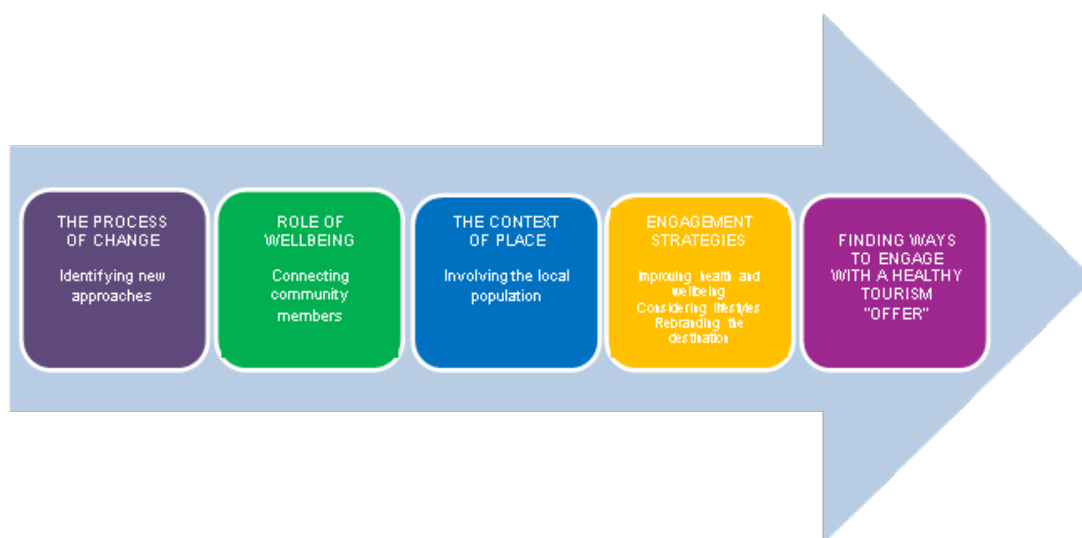 THE PROCESS
OF CHANGE
Identifying new
approaches
ROLE OF
WELLBEING
Connecting
community
members
THE CONTEXT
OF PLACE
Involving the local
population
ENGAGEMENT
STRATEGIES
Improving health and
wellbeing
Considering lifestyles
Rebranding the
destination
FINDING WAYS
TO ENGAGE
WITH A HEALTHY
TOURISM
"OFFER"